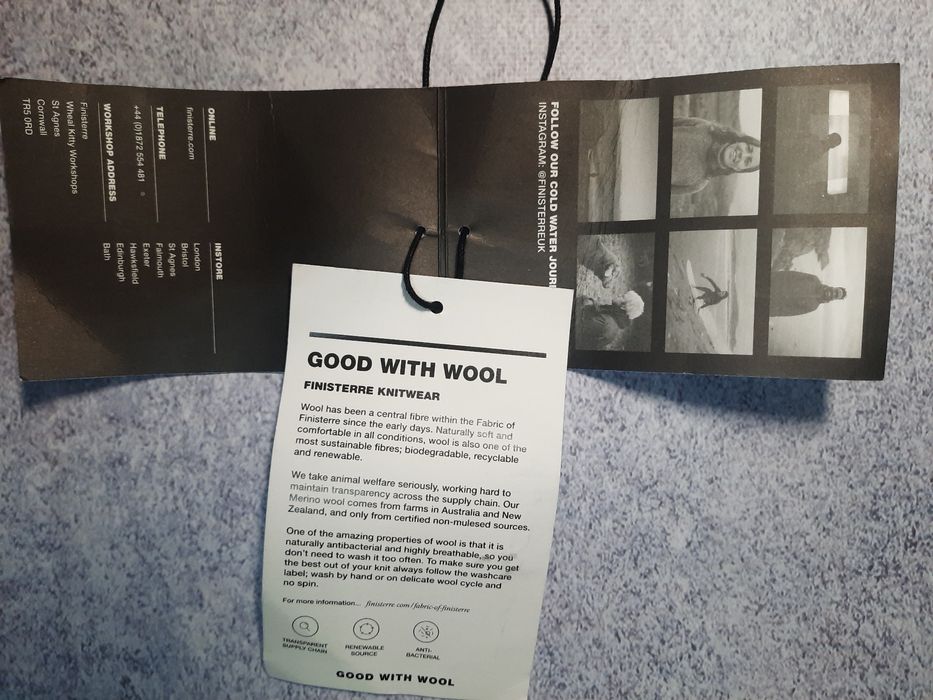 ONLINE
finisterre.com
TELEPHONE
+44 (0)1872 554 481
WORKSHOP ADDRESS
Finisterre
Wheal Kitty Workshops
St Agnes
Cornwall
TR5 0RD
INSTORE
London
Bristol
St Agnes
Falmouth
Exeter
Hawksfield
Edinburgh
Bath
FOLLOW OUR COLD WATER JOUR
INSTAGRAM: @FINISTERREUK
GOOD WITH WOOL
FINISTERRE KNITWEAR
Wool has been a central fibre within the Fabric of
Finisterre since the early days. Naturally soft and
comfortable in all conditions, wool is also one of the
most sustainable fibres; biodegradable, recyclable
and renewable.
We take animal welfare seriously, working hard to
maintain transparency across the supply chain. Our
Merino wool comes from farms in Australia and New
Zealand, and only from certified non-mulesed sources.
One of the amazing properties of wool is that it is
naturally antibacterial and highly breathable, so you
don't need to wash it too often. To make sure you get
the best out of your knit always follow the washcare
label; wash by hand or on delicate wool cycle and
no spin.
For more information... finisterre.com/fabric-of-finisterre
TRANSPARENT
SUPPLY CHAIN
RENEWABLE
SOURCE
ANTI-
BACTERIAL
GOOD WITH WOOL